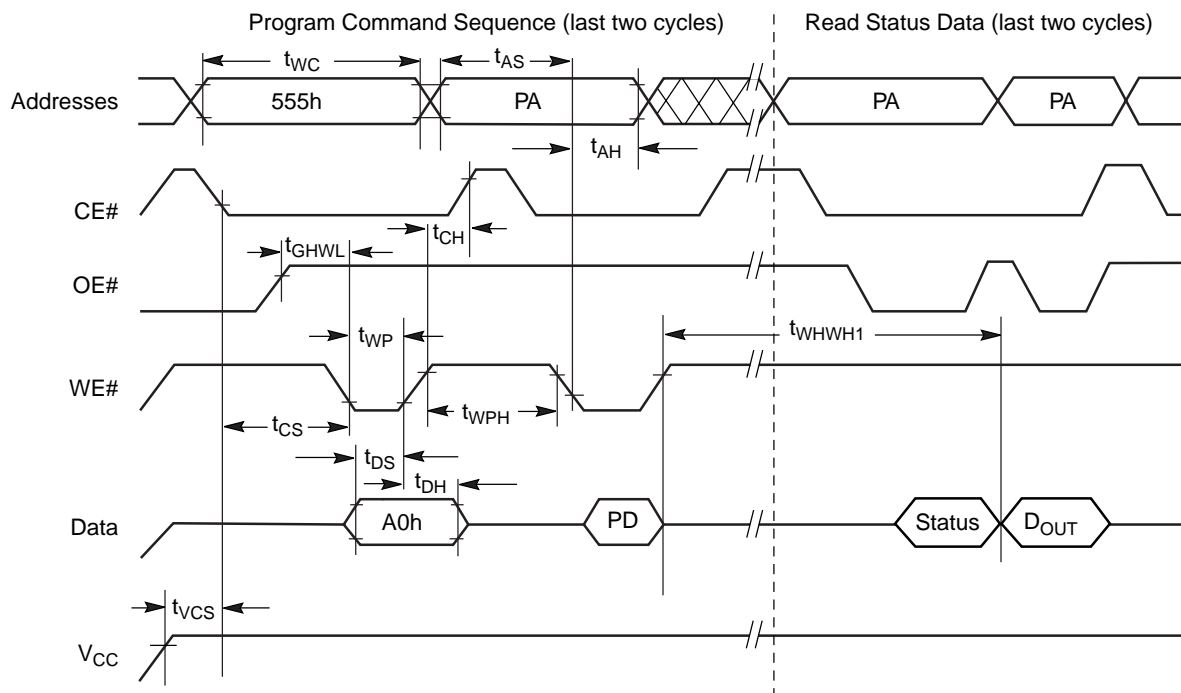 Program Command Sequence (last two cycles) Read Status Data (last two cycles)
tWC tAS
Addresses 555h PA PA PA
tAH
CE#
tCH
tGHWL
OE#
tWP tWHWH1
WE#
tWPH
tCS
tDS
tDH
Data A0h PD Status DOUT
tVCS
VCC